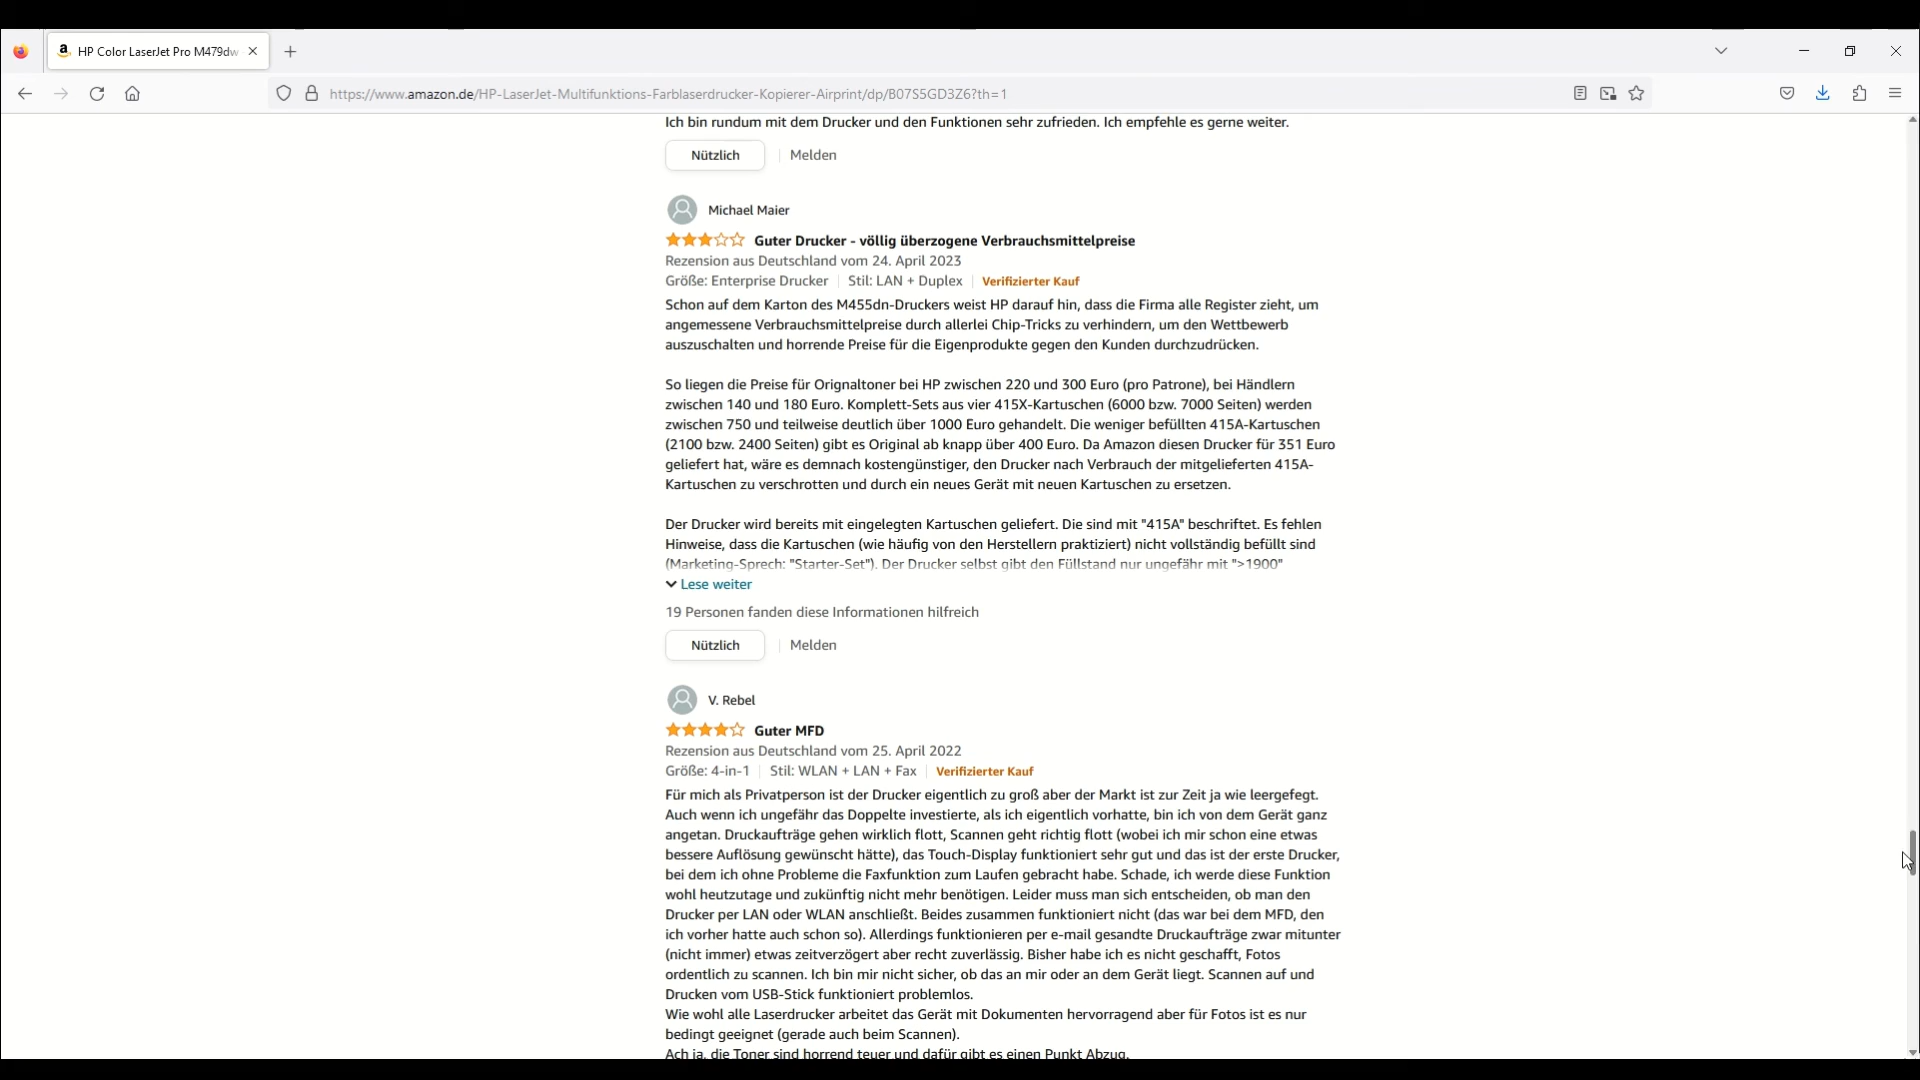 HP Color LaserJet Pro M479dw
https://www.amazon.de/HP-LaserJet-Multifunktions-Farblaserdrucker-Kopierer-Airprint/dp/B07S5GD3Z6?th=1
Ich bin rundum mit dem Drucker und den Funktionen sehr zufrieden. Ich empfehle es gerne weiter.
Nützlich Melden
Michael Maier
Guter Drucker - völlig überzogene Verbrauchsmittelpreise
Rezension aus Deutschland vom 24. April 2023
Größe: Enterprise Drucker Stil: LAN + Duplex Verifizierter Kauf
Schon auf dem Karton des M455dn-Druckers weist HP darauf hin, dass die Firma alle Register zieht, um
angemessene Verbrauchsmittelpreise durch allerlei Chip-Tricks zu verhindern, um den Wettbewerb
auszuschalten und horrende Preise für die Eigenprodukte gegen den Kunden durchzudrücken.
So liegen die Preise für Orignaltoner bei HP zwischen 220 und 300 Euro (pro Patrone), bei Händlern
zwischen 140 und 180 Euro. Komplett-Sets aus vier 415X-Kartuschen (6000 bzw. 7000 Seiten) werden
zwischen 750 und teilweise deutlich über 1000 Euro gehandelt. Die weniger befüllten 415A-Kartuschen
(2100 bzw. 2400 Seiten) gibt es Original ab knapp über 400 Euro. Da Amazon diesen Drucker für 351 Euro
geliefert hat, wäre es demnach kostengünstiger, den Drucker nach Verbrauch der mitgelieferten 415A-
Kartuschen zu verschrotten und durch ein neues Gerät mit neuen Kartuschen zu ersetzen.
Der Drucker wird bereits mit eingelegten Kartuschen geliefert. Die sind mit "415A" beschriftet. Es fehlen
Hinweise, dass die Kartuschen (wie häufig von den Herstellern praktiziert) nicht vollständig befüllt sind
(Marketing-Sprech: "Starter-Set"). Der Drucker selbst gibt den Füllstand nur ungefähr mit ">1900"
Lese weiter
19 Personen fanden diese Informationen hilfreich
Nützlich Melden
V. Rebel
Guter MFD
Rezension aus Deutschland vom 25. April 2022
Größe: 4-in-1 Stil: WLAN + LAN + Fax Verifizierter Kauf
Für mich als Privatperson ist der Drucker eigentlich zu groß aber der Markt ist zur Zeit ja wie leergefegt.
Auch wenn ich ungefähr das Doppelte investierte, als ich eigentlich vorhatte, bin ich von dem Gerät ganz
angetan. Druckaufträge gehen wirklich flott, Scannen geht richtig flott (wobei ich mir schon eine etwas
bessere Auflösung gewünscht hätte), das Touch-Display funktioniert sehr gut und das ist der erste Drucker,
bei dem ich ohne Probleme die Faxfunktion zum Laufen gebracht habe. Schade, ich werde diese Funktion
wohl heutzutage und zukünftig nicht mehr benötigen. Leider muss man sich entscheiden, ob man den
Drucker per LAN oder WLAN anschließt. Beides zusammen funktioniert nicht (das war bei dem MFD, den
ich vorher hatte auch schon so). Allerdings funktionieren per e-mail gesandte Druckaufträge zwar mitunter
(nicht immer) etwas zeitverzögert aber recht zuverlässig. Bisher habe ich es nicht geschafft, Fotos
ordentlich zu scannen. Ich bin mir nicht sicher, ob das an mir oder an dem Gerät liegt. Scannen auf und
Drucken vom USB-Stick funktioniert problemlos.
Wie wohl alle Laserdrucker arbeitet das Gerät mit Dokumenten hervorragend aber für Fotos ist es nur
bedingt geeignet (gerade auch beim Scannen).
Ach ja, die Toner sind horrend teuer und dafür gibt es einen Punkt Abzug.